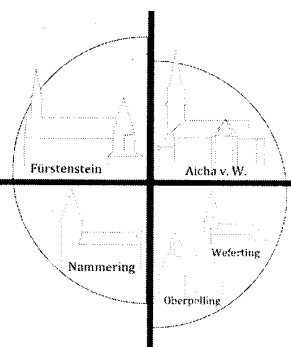 Fürstenstein
Aicha v. W.
Nammering
Weferting
Oberpolling